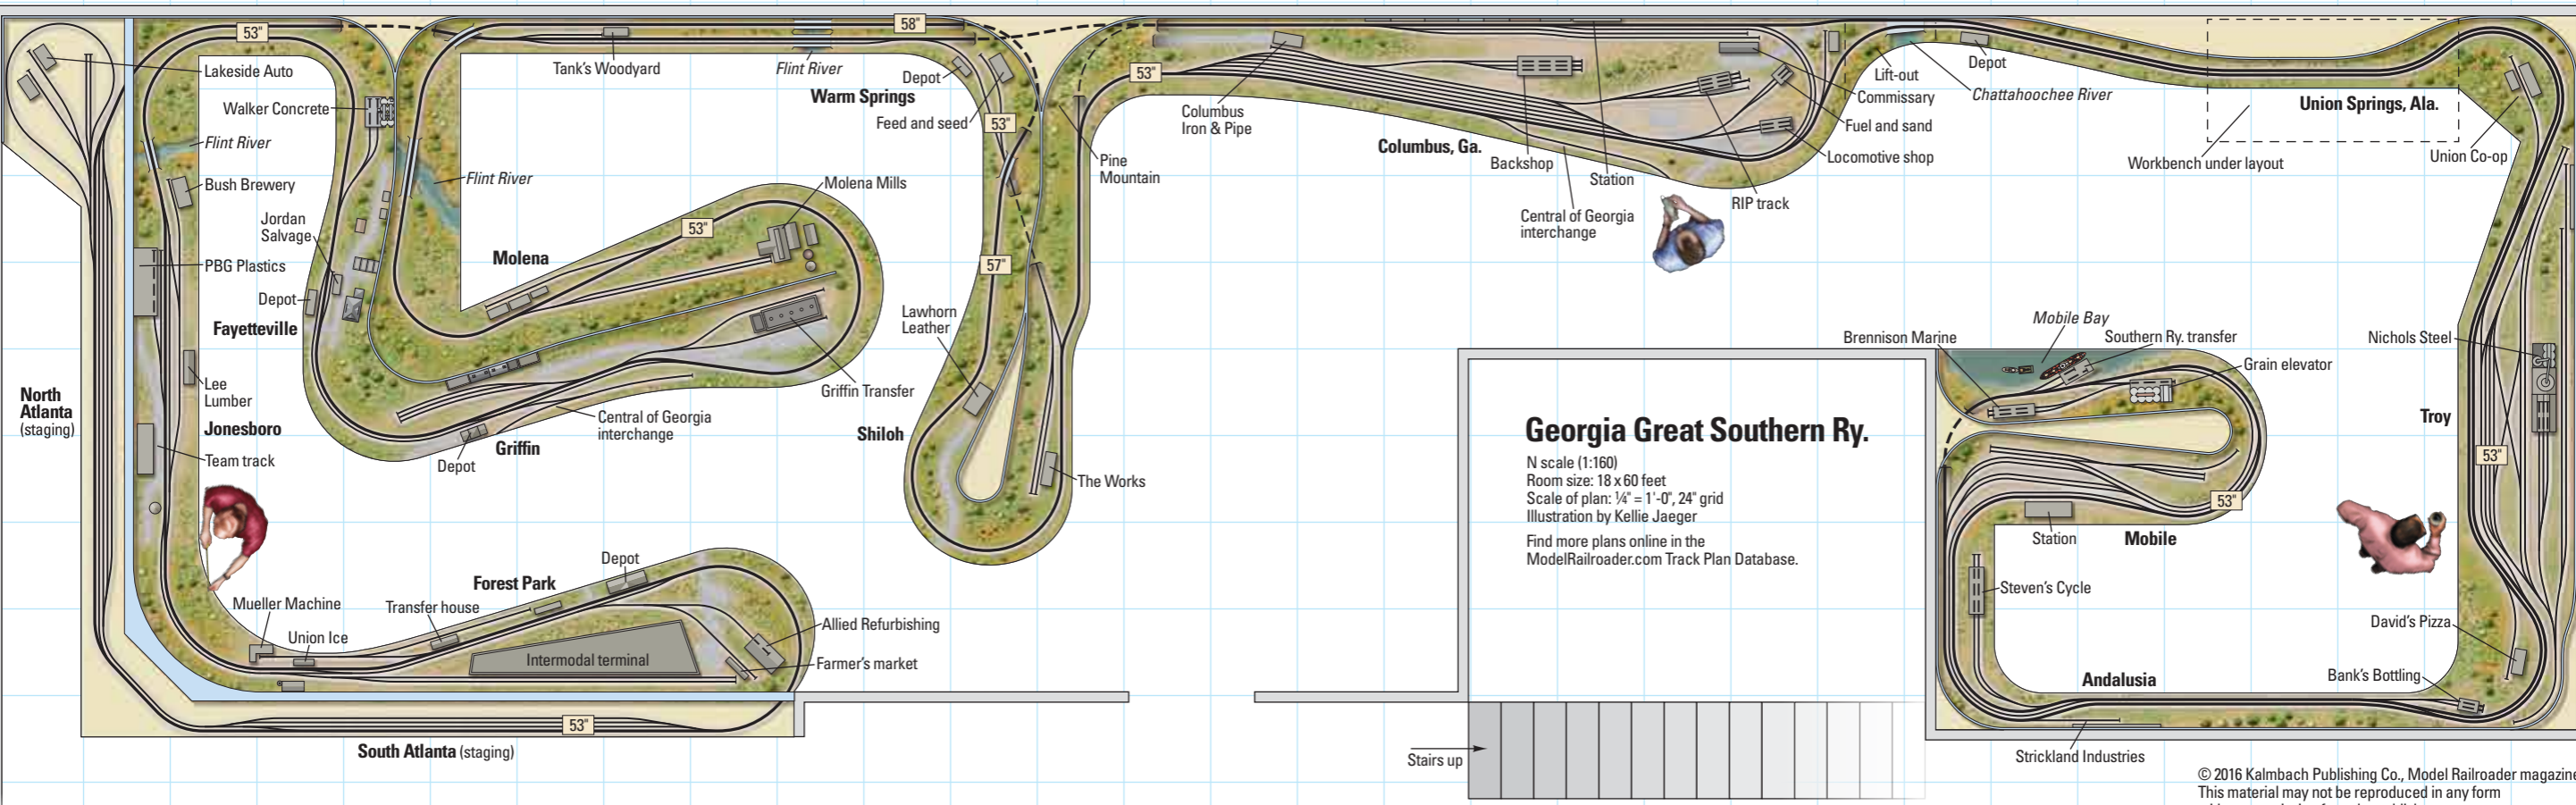 53"
58"
Lakeside Auto
Tank's Woodyard
Flint River
Depot
Warm Springs
Feed and seed
53"
Walker Concrete
Flint River
Bush Brewery
Flint River
Jordan
Salvage
PBG Plastics
Depot
Fayetteville
Molena
53"
Molena Mills
57"
Lawhorn
Leather
Griffin Transfer
Central of Georgia
interchange
Griffin
Depot
Shiloh
The Works
Pine
Mountain
North
Atlanta
(staging)
Lee
Lumber
Jonesboro
Team track
Mueller Machine
Union Ice
Transfer house
Forest Park
Depot
Intermodal terminal
Allied Refurbishing
Farmer's market
53"
South Atlanta (staging)
53"
Columbus
Iron & Pipe
Columbus, Ga.
Backshop
Station
Central of Georgia
interchange
RIP track
Locomotive shop
Fuel and sand
Commissary
Lift-out
Chattahoochee River
Depot
Union Springs, Ala.
Workbench under layout
Union Co-op
Georgia Great Southern Ry.
N scale (1:160)
Room size: 18 x 60 feet
Scale of plan: ¼" = 1'-0", 24" grid
Illustration by Kellie Jaeger
Find more plans online in the
ModelRailroader.com Track Plan Database.
Stairs up
Brennison Marine
Mobile Bay
Southern Ry. transfer
Grain elevator
53"
Station
Mobile
Steven's Cycle
Andalusia
Strickland Industries
Nichols Steel
Troy
53"
David's Pizza
Bank's Bottling
© 2016 Kalmbach Publishing Co., Model Railroader magazine
This material may not be reproduced in any form